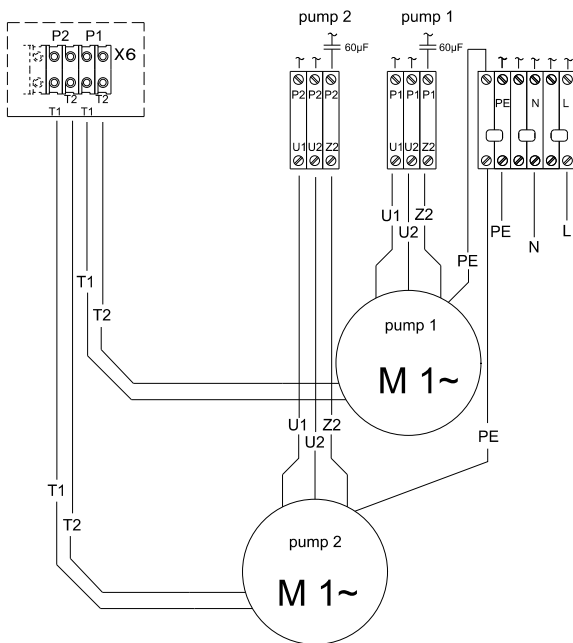 pump 2
pump 1
60µF
60µF
P2 P1
X6
T2 T2
T1 T1
P2 P2 P2
U1 U2 Z2
P1 P1 P1
U1 U2 Z2
PE N L
U1 Z2
U2
PE
PE
N
L
T1
T2
pump 1
M 1~
U1 Z2
U2
PE
T1
T2
pump 2
M 1~